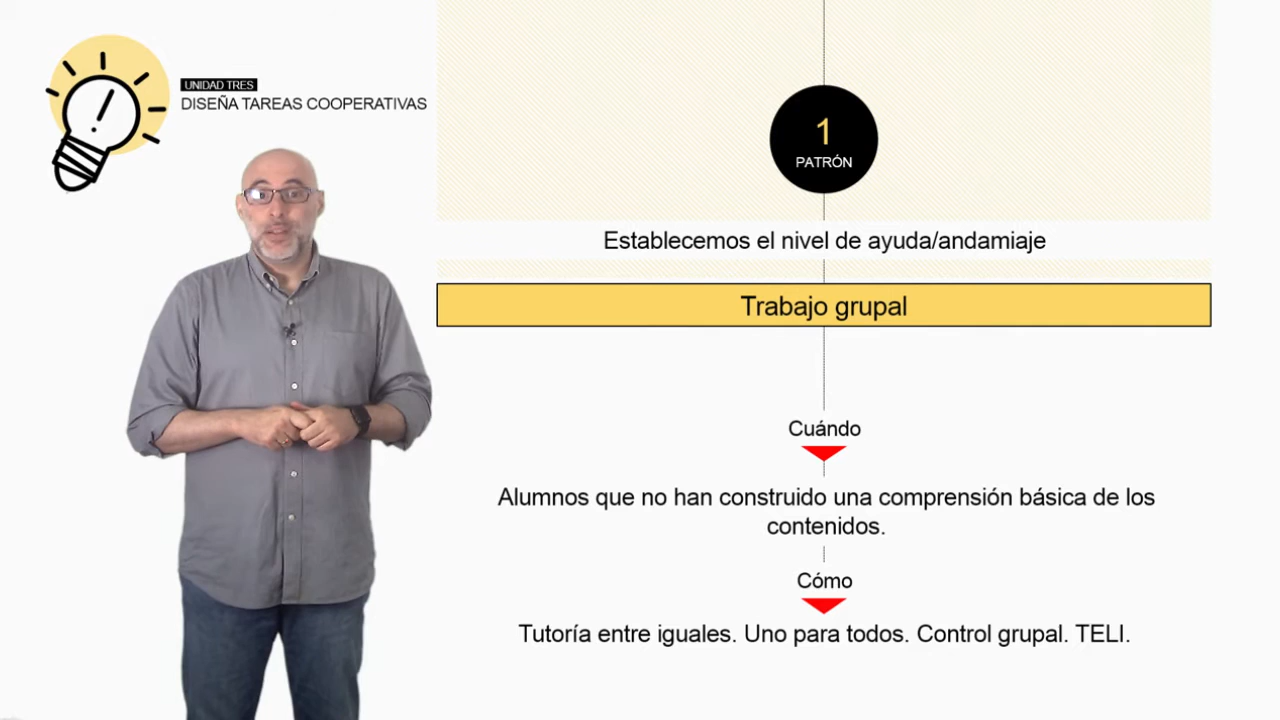 UNIDAD TRES
DISEÑA TAREAS COOPERATIVAS
1
PATRÓN
Establecemos el nivel de ayuda/andamiaje
Trabajo grupal
Cuándo
Alumnos que no han construido una comprensión básica de los
contenidos.
Cómo
Tutoría entre iguales. Uno para todos. Control grupal. TELI.